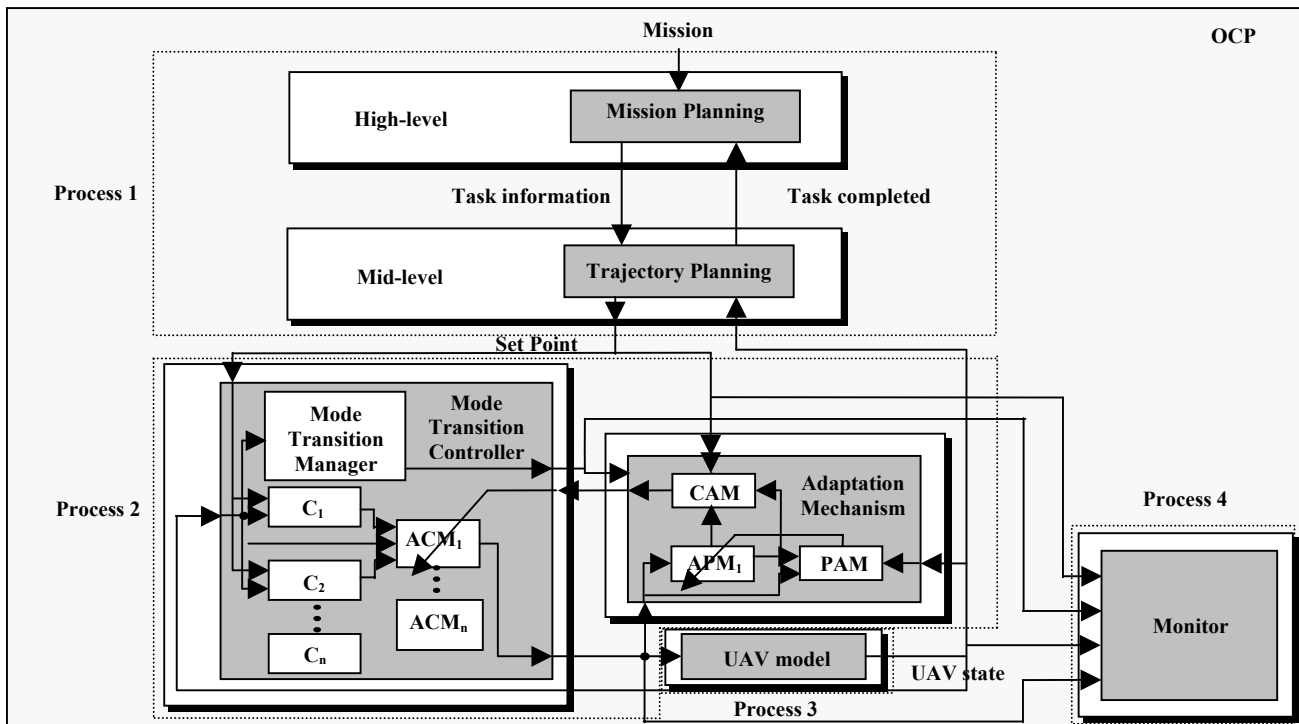 Mission
OCP
High-level
Mission Planning
Process 1
Task information
Task completed
Mid-level
Trajectory Planning
Set Point
Process 2
Mode
Transition
Manager
Mode
Transition
Controller
C1
C2
Cn
ACM1
ACMn
CAM
Adaptation
Mechanism
APM1
PAM
UAV model
UAV state
Process 3
Process 4
Monitor